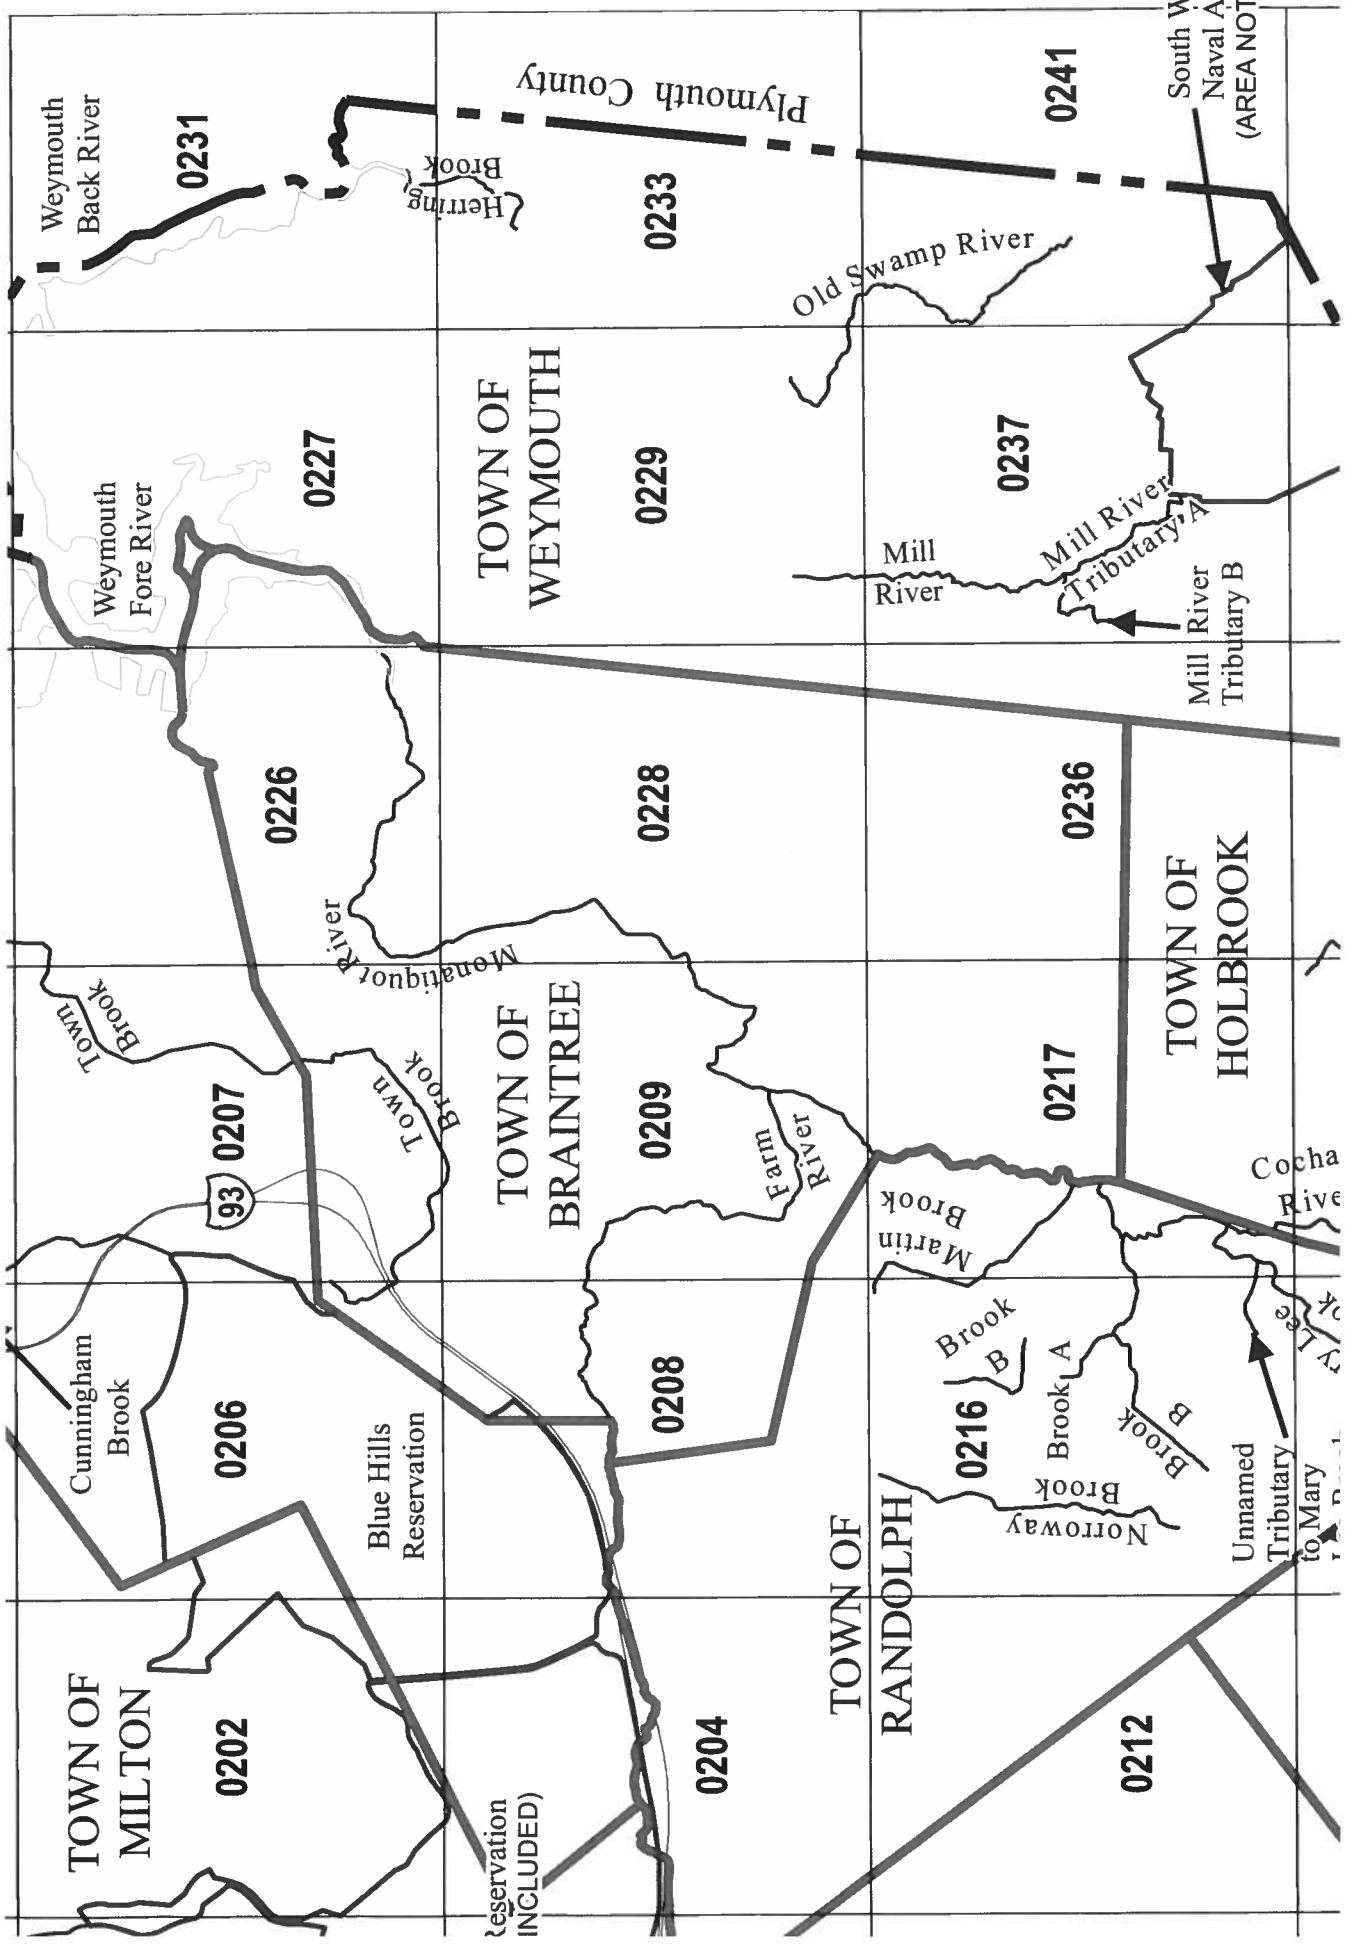 TOWN OF
MILTON
0202
Cunningham
Brook
0206
Blue Hills
Reservation
INCLUDED)
0204
0207
93
Town
Brook
Town
Brook
0208
TOWN OF
BRAINTREE
0209
Farm
River
Monatiquot River
0226
0228
Weymouth
Fore River
0227
TOWN OF
WEYMOUTH
0229
Weymouth
Back River
0231
Herring
Brook
0233
Plymouth County
Old Swamp River
0241
South W
Naval A
(AREA NOT
0237
Mill
River
Mill River
Tributary A
Mill River
Tributary B
0236
TOWN OF
HOLBROOK
0217
Cocha
Rive
Martin
Brook
Brook
B
Brook A
Brook
B
0216
Norroway
Brook
TOWN OF
RANDOLPH
Unnamed
Tributary
to Mary
Lee
0212